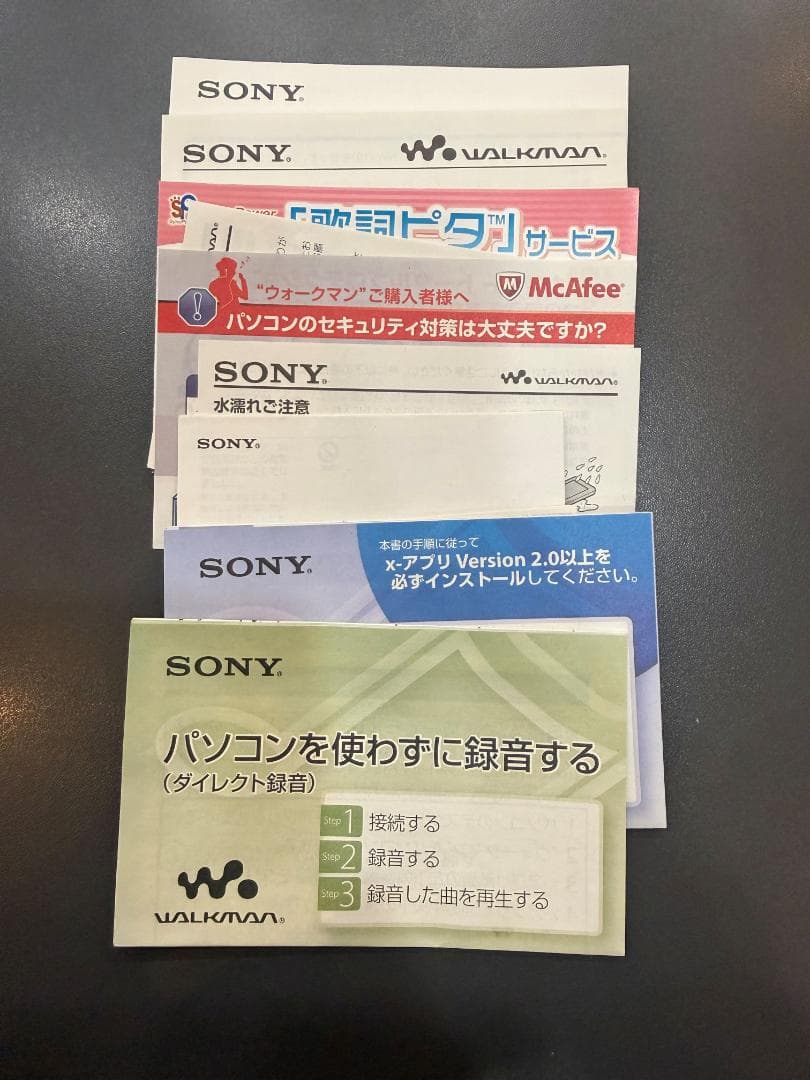 SONY
SONY
WALKMAN
「歌詞ピタ™」サービス
McAfee
"ウォークマン"ご購入者様へ
パソコンのセキュリティ対策は大丈夫ですか?
SONY
WALKMAN
水濡れご注意
SONY
SONY
本書の手順に従って
x-アプリ Version 2.0以上を
必ずインストールしてください。
SONY
パソコンを使わずに録音する
(ダイレクト録音)
Step 1 接続する
Step 2 録音する
Step 3 録音した曲を再生する
WALKMAN